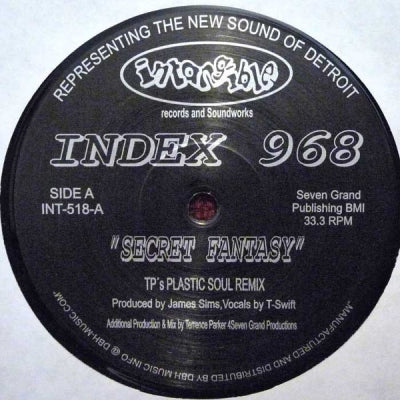 REPRESENTING THE NEW SOUND OF DETROIT
intangible
records and Soundworks
INDEX 968
SIDE A
INT-518-A
Seven Grand
Publishing BMI
33.3 RPM
"SECRET FANTASY"
TP's PLASTIC SOUL REMIX
Produced by James Sims,Vocals by T-Swift
Additional Production & Mix by Terrence Parker 4Seven Grand Productions
MANUFACTURED AND DISTRIBUTED BY DBH-MUSIC INFO @ DBH-MUSIC.COM"